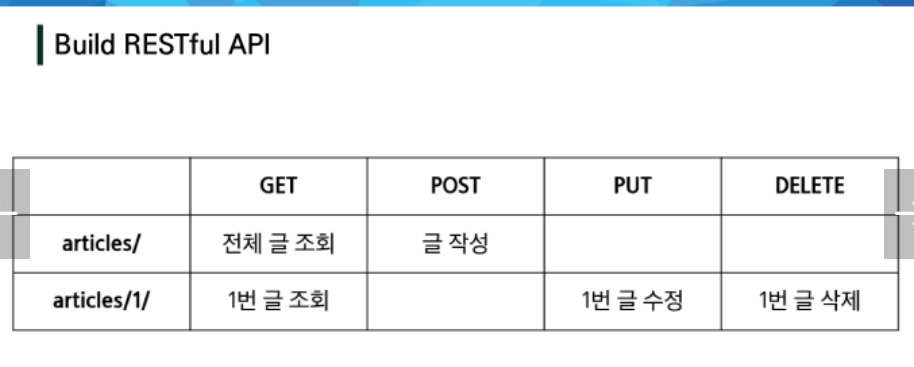 Build RESTful API
GET POST PUT DELETE
articles/ 전체 글 조회 글 작성
articles/1/ 1번 글 조회 1번 글 수정 1번 글 삭제